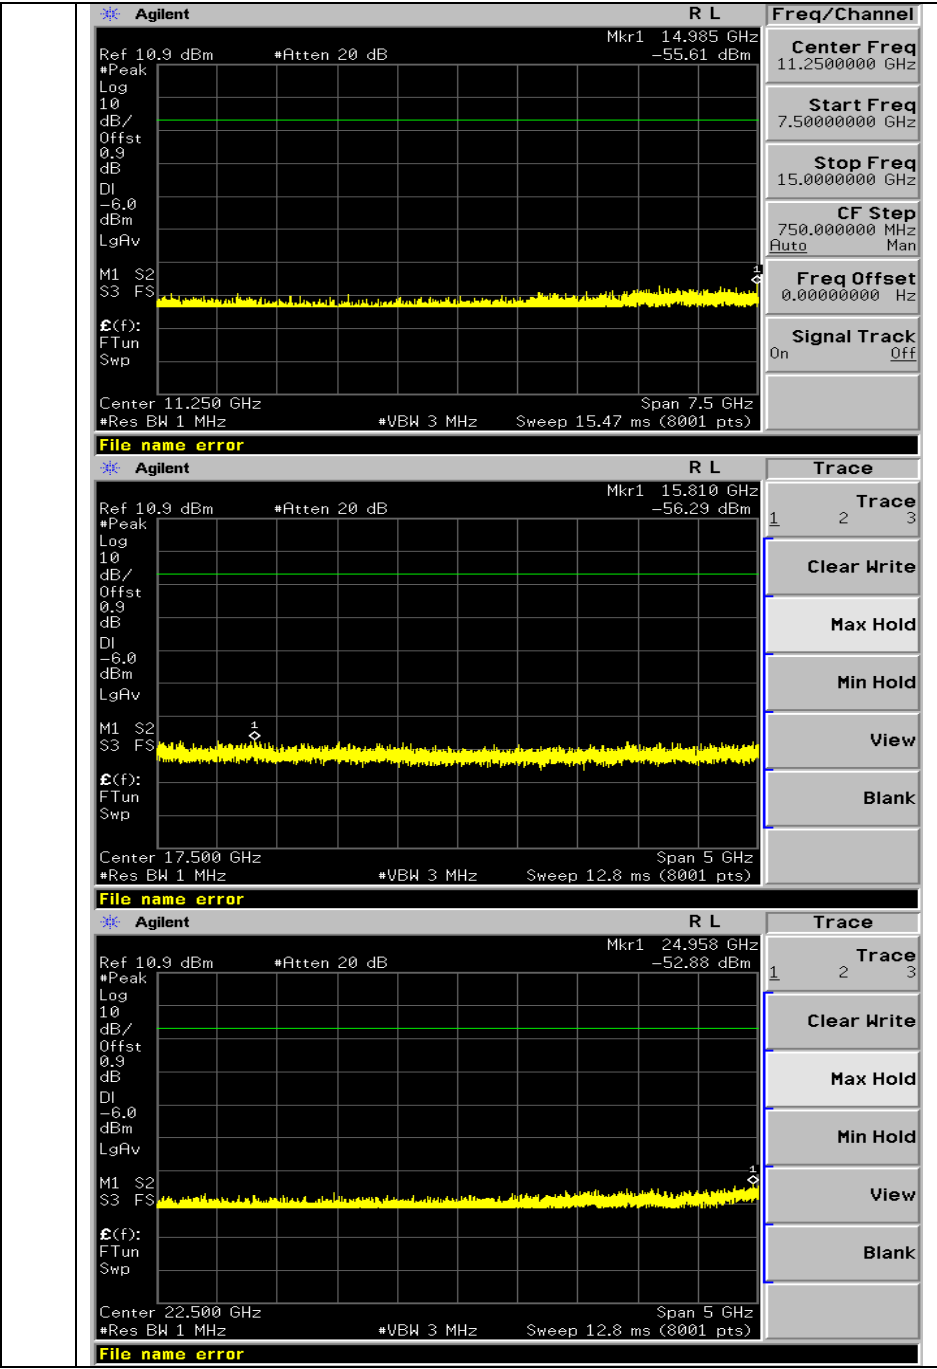 Agilent R L Freq/Channel
Mkr1 14.985 GHz
Ref 10.9 dBm #Atten 20 dB -55.61 dBm
#Peak
Log
10
dB/
Offst
0.9
dB
DI
-6.0
dBm
LgAv
M1 S2
S3 FS
£(f):
FTun
Swp
1
Center 11.250 GHz Span 7.5 GHz
#Res BW 1 MHz #VBW 3 MHz Sweep 15.47 ms (8001 pts)
File name error
Center Freq
11.2500000 GHz
Start Freq
7.50000000 GHz
Stop Freq
15.0000000 GHz
CF Step
750.000000 MHz
Auto Man
Freq Offset
0.00000000 Hz
Signal Track
On Off
Agilent R L Trace
Mkr1 15.810 GHz
Ref 10.9 dBm #Atten 20 dB -56.29 dBm
#Peak
Log
10
dB/
Offst
0.9
dB
DI
-6.0
dBm
LgAv
M1 S2
S3 FS
£(f):
FTun
Swp
1
Center 17.500 GHz Span 5 GHz
#Res BW 1 MHz #VBW 3 MHz Sweep 12.8 ms (8001 pts)
File name error
Trace
1 2 3
Clear Write
Max Hold
Min Hold
View
Blank
Agilent R L Trace
Mkr1 24.958 GHz
Ref 10.9 dBm #Atten 20 dB -52.88 dBm
#Peak
Log
10
dB/
Offst
0.9
dB
DI
-6.0
dBm
LgAv
M1 S2
S3 FS
£(f):
FTun
Swp
1
Center 22.500 GHz Span 5 GHz
#Res BW 1 MHz #VBW 3 MHz Sweep 12.8 ms (8001 pts)
File name error
Trace
1 2 3
Clear Write
Max Hold
Min Hold
View
Blank